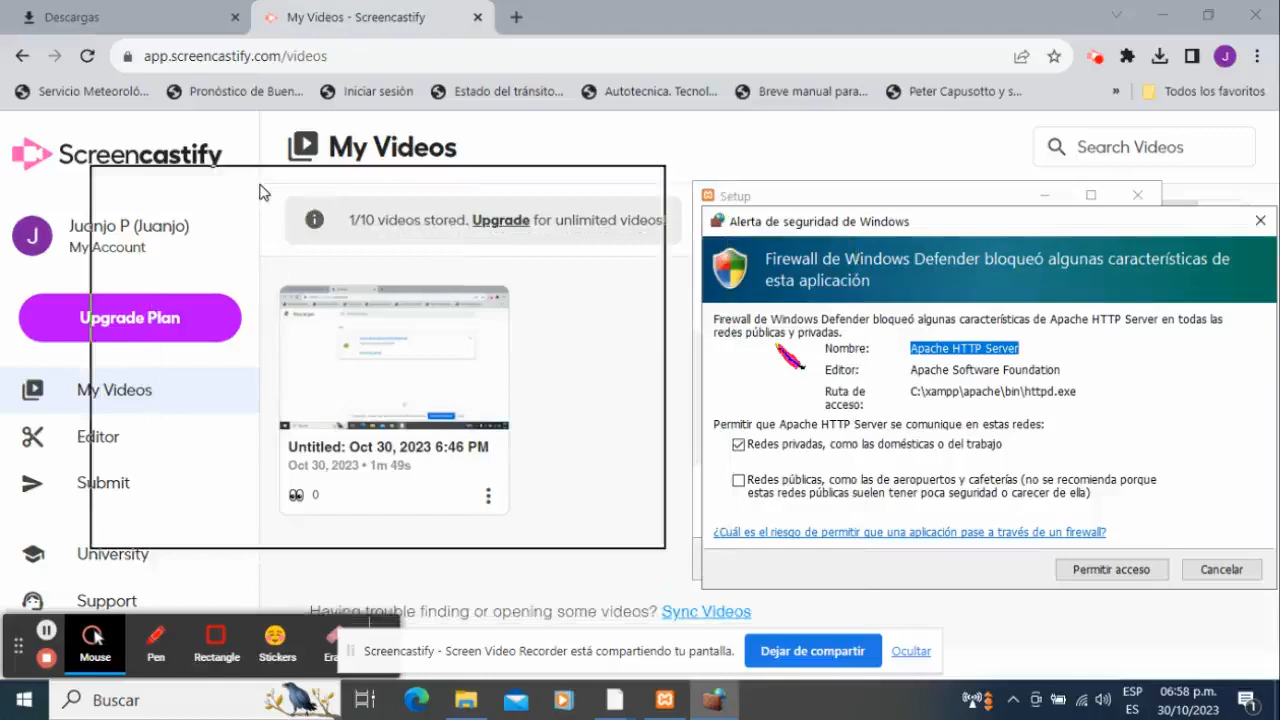 Descargas
My Videos - Screencastify
app.screencastify.com/videos
Servicio Meteoroló...
Pronóstico de Buen...
Iniciar sesión
Estado del tránsito...
Autotecnica. Tecnol...
Breve manual para...
Peter Capusotto y s...
»
Todos los favoritos
J
Screencastify
My Videos
Search Videos
J
Juanjo P (Juanjo)
My Account
1/10 videos stored. Upgrade for unlimited videos
Upgrade Plan
My Videos
Editor
Submit
University
Support
Untitled: Oct 30, 2023 6:46 PM
Oct 30, 2023 • 1m 49s
0
Having trouble finding or opening some videos? Sync Videos
Setup
Alerta de seguridad de Windows
Firewall de Windows Defender bloqueó algunas características de
esta aplicación
Firewall de Windows Defender bloqueó algunas características de Apache HTTP Server en todas las
redes públicas y privadas.
Nombre: Apache HTTP Server
Editor: Apache Software Foundation
Ruta de C:\xampp\apache\bin\httpd.exe
acceso:
Permitir que Apache HTTP Server se comunique en estas redes:
Redes privadas, como las domésticas o del trabajo
Redes públicas, como las de aeropuertos y cafeterías (no se recomienda porque
estas redes públicas suelen tener poca seguridad o carecer de ella)
¿Cuál es el riesgo de permitir que una aplicación pase a través de un firewall?
Permitir acceso
Cancelar
Mouse
Pen
Rectangle
Stickers
Era
Screencastify - Screen Video Recorder está compartiendo tu pantalla.
Dejar de compartir
Ocultar
Buscar
ESP
ES
06:58 p.m.
30/10/2023
1